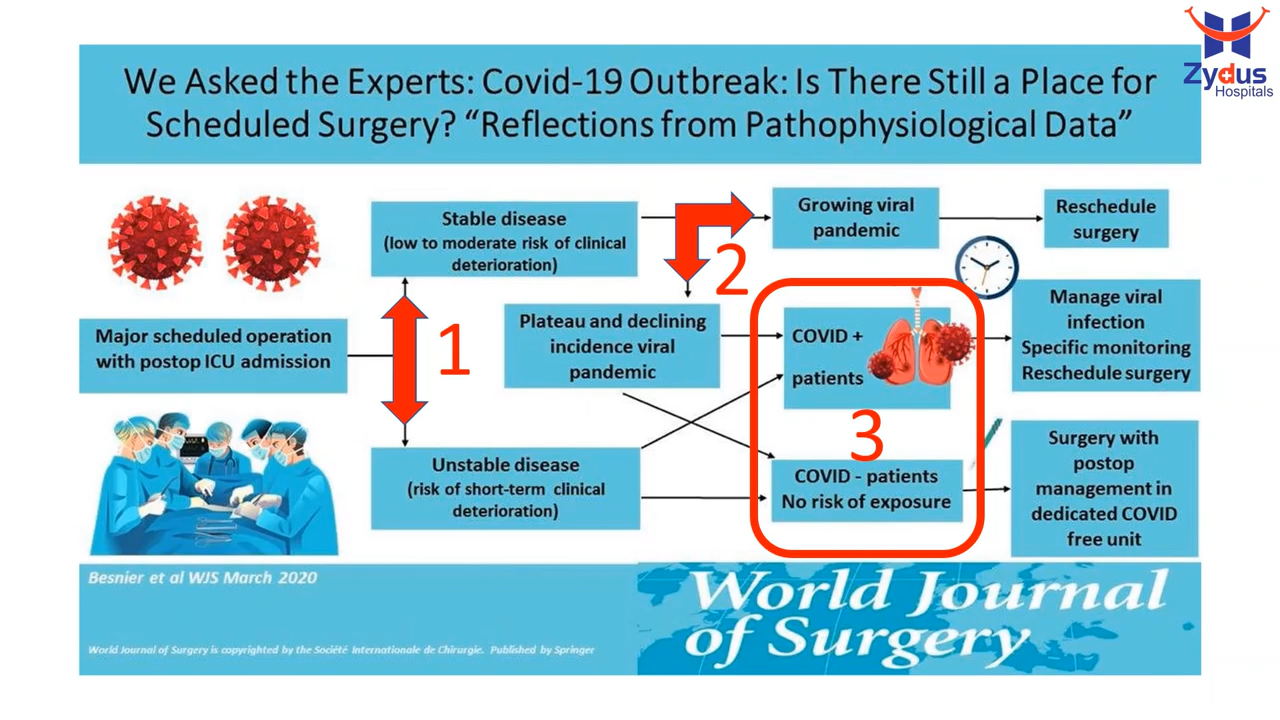 Zydus
Hospitals
We Asked the Experts: Covid-19 Outbreak: Is There Still a Place for
Scheduled Surgery? “Reflections from Pathophysiological Data”
Major scheduled operation
with postop ICU admission
1
Stable disease
(low to moderate risk of clinical
deterioration)
Unstable disease
(risk of short-term clinical
deterioration)
2
Growing viral
pandemic
Reschedule
surgery
Plateau and declining
incidence viral
pandemic
COVID +
patients
3
COVID - patients
No risk of exposure
Manage viral
infection
Specific monitoring
Reschedule surgery
Surgery with
postop
management in
dedicated COVID
free unit
Besnier et al WJS March 2020
World Journal of Surgery is copyrighted by the Société Internationale de Chirurgie. Published by Springer
World Journal
of Surgery